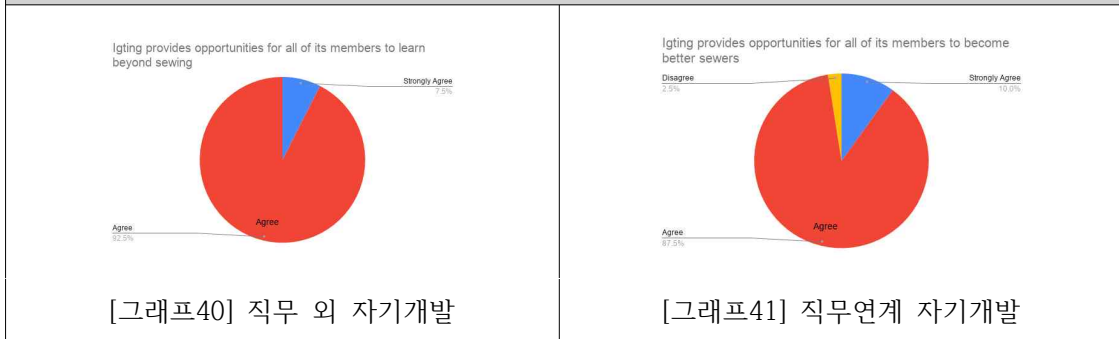 Igting provides opportunities for all of its members to learn
beyond sewing
Strongly Agree
7.5%
Agree
Agree
92.5%
[그래프40] 직무 외 자기개발
Igting provides opportunities for all of its members to become
better sewers
Disagree
2.5%
Strongly Agree
10.0%
Agree
Agree
87.5%
[그래프41] 직무연계 자기개발